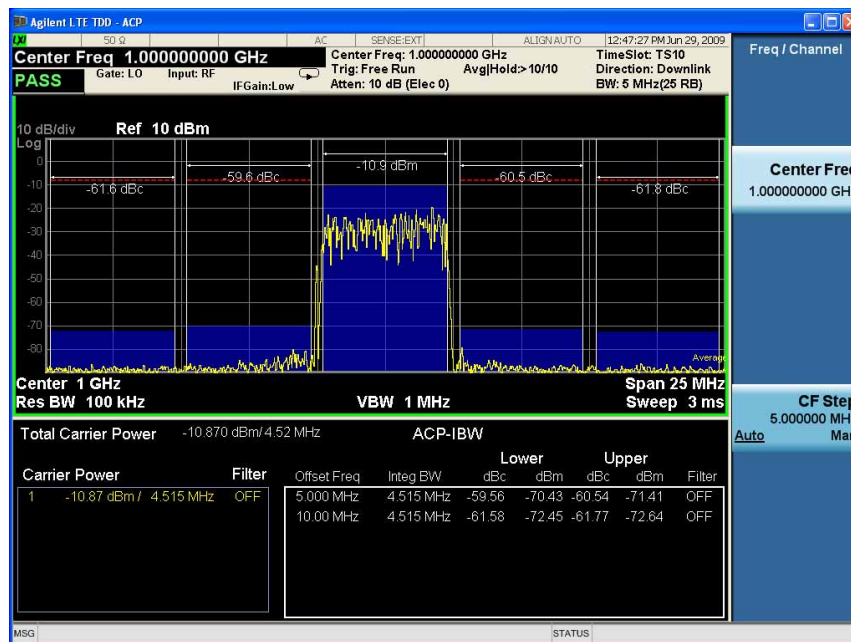 Agilent LTE TDD - ACP
LXI 50 Ω AC SENSE:EXT ALIGN AUTO 12:47:27 PM Jun 29, 2009
Center Freq 1.000000000 GHz
Center Freq: 1.000000000 GHz
TimeSlot: TS10
PASS
Gate: LO Input: RF
Trig: Free Run Avg|Hold:> 10/10
Direction: Downlink
IFGain:Low
Atten: 10 dB (Elec 0)
BW: 5 MHz(25 RB)
10 dB/div Ref 10 dBm
Log
0
-10
-20
-30
-40
-50
-60
-70
-80
-61.6 dBc
-59.6 dBc
-10.9 dBm
-60.5 dBc
-61.8 dBc
Average
Center 1 GHz Span 25 MHz
Res BW 100 kHz VBW 1 MHz Sweep 3 ms
Total Carrier Power -10.870 dBm/4.52 MHz ACP-IBW
Lower Upper
Carrier Power Filter
Offset Freq Integ BW dBc dBm dBc dBm Filter
1 -10.87 dBm / 4.515 MHz OFF
5.000 MHz 4.515 MHz -59.56 -70.43 -60.54 -71.41 OFF
10.00 MHz 4.515 MHz -61.58 -72.45 -61.77 -72.64 OFF
Freq / Channel
Center Fre
1.000000000 GH
CF Step
5.000000 MH
Auto Ma
MSG STATUS